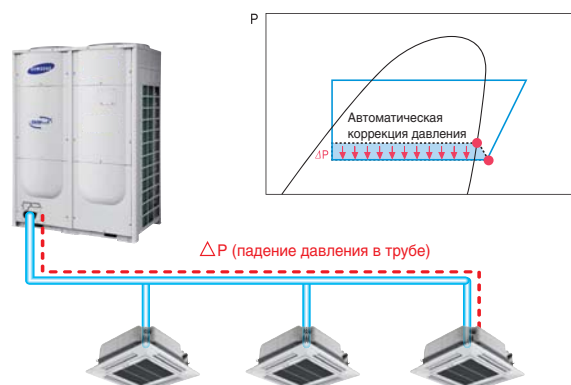 SAMSUNG
P
Автоматическая
коррекция давления
ΔP
△P (падение давления в трубе)